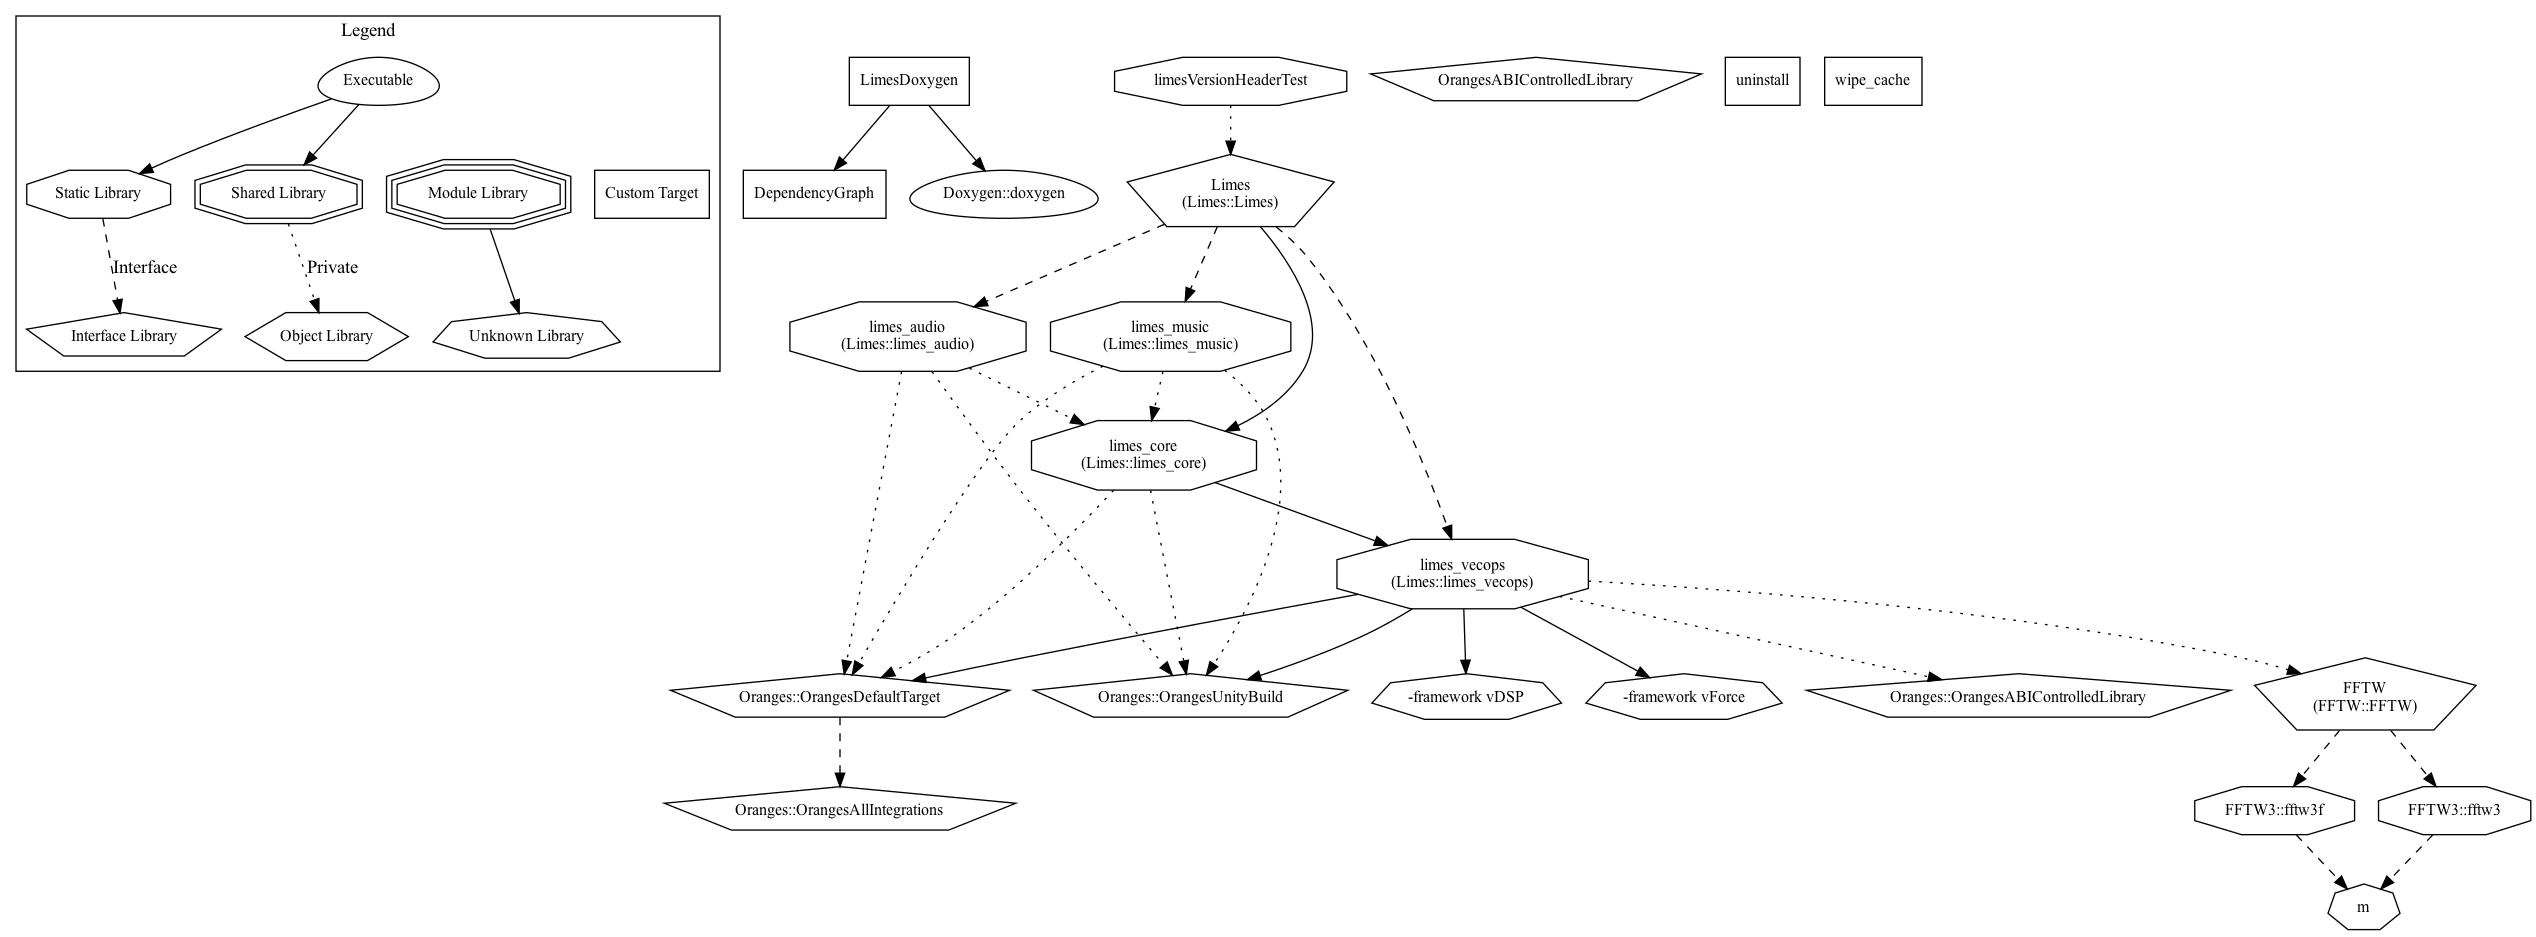 Legend
Executable
Static Library
Shared Library
Module Library
Custom Target
Interface
Private
Interface Library
Object Library
Unknown Library
LimesDoxygen
limesVersionHeaderTest
OrangesABIControlledLibrary
uninstall
wipe_cache
DependencyGraph
Doxygen::doxygen
Limes
(Limes::Limes)
limes_audio
(Limes::limes_audio)
limes_music
(Limes::limes_music)
limes_core
(Limes::limes_core)
limes_vecops
(Limes::limes_vecops)
Oranges::OrangesDefaultTarget
Oranges::OrangesUnityBuild
-framework vDSP
-framework vForce
Oranges::OrangesABIControlledLibrary
FFTW
(FFTW::FFTW)
Oranges::OrangesAllIntegrations
FFTW3::fftw3f
FFTW3::fftw3
m